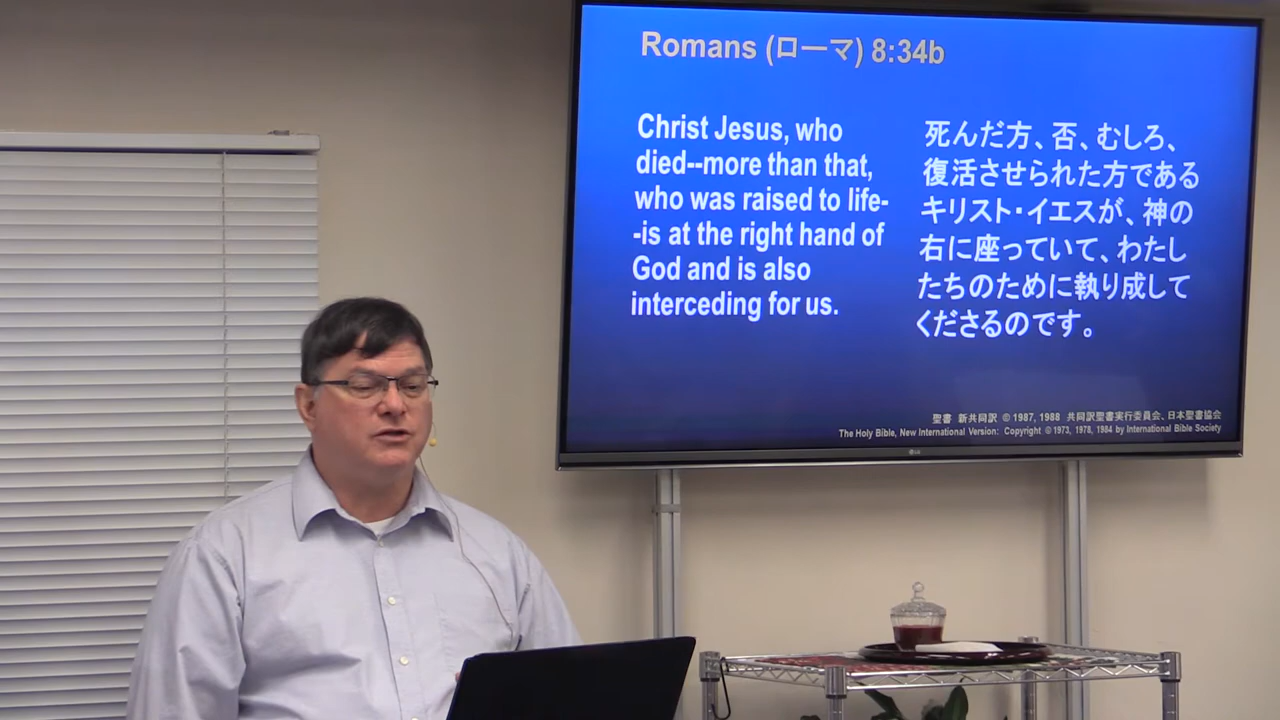 Romans (ローマ) 8:34b
Christ Jesus, who
died--more than that,
who was raised to life-
-is at the right hand of
God and is also
interceding for us.
死んだ方、否、むしろ、
復活させられた方である
キリスト・イエスが、神の
右に座っていて、わたし
たちのために執り成して
くださるのです。
聖書 新共同訳 © 1987, 1988 共同訳聖書実行委員会、日本聖書協会
The Holy Bible, New International Version: Copyright © 1973, 1978, 1984 by International Bible Society
LG